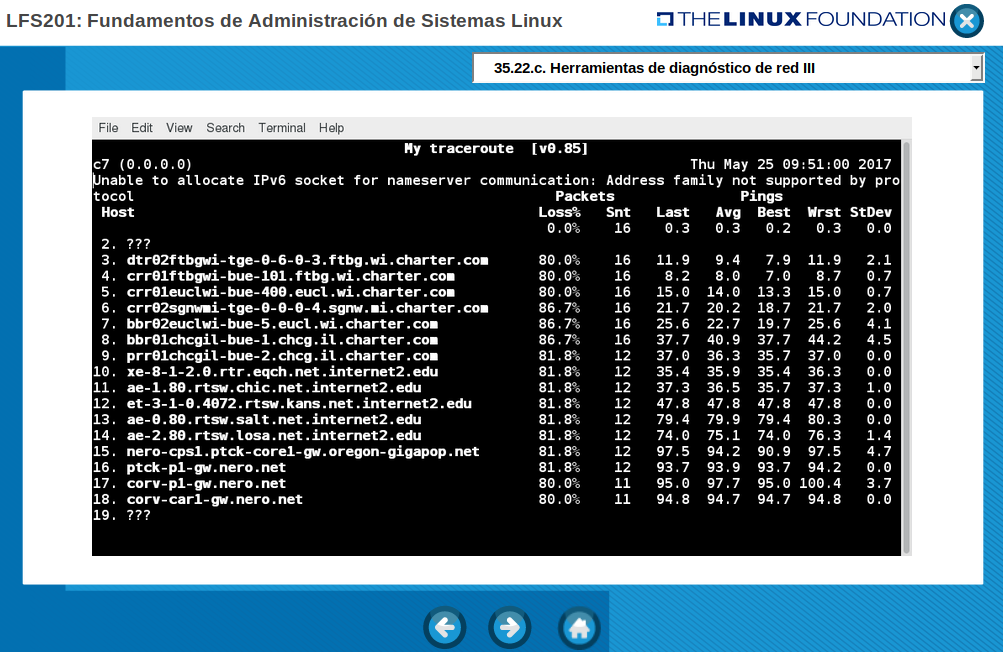 LFS201: Fundamentos de Administración de Sistemas Linux
THE LINUX FOUNDATION
35.22.c. Herramientas de diagnóstico de red III
File Edit View Search Terminal Help
My traceroute [v0.85]
c7 (0.0.0.0) Thu May 25 09:51:00 2017
Unable to allocate IPv6 socket for nameserver communication: Address family not supported by pro
tocol Packets Pings
Host Loss% Snt Last Avg Best Wrst StDev
0.0% 16 0.3 0.3 0.2 0.3 0.0
2. ???
3. dtr02ftbgwi-tge-0-6-0-3.ftbg.wi.charter.com 80.0% 16 11.9 9.4 7.9 11.9 2.1
4. crr01ftbgwi-bue-101.ftbg.wi.charter.com 80.0% 16 8.2 8.0 7.0 8.7 0.7
5. crr01euclwi-bue-400.eucl.wi.charter.com 80.0% 16 15.0 14.0 13.3 15.0 0.7
6. crr02sgnwmi-tge-0-0-0-4.sgnw.mi.charter.com 86.7% 16 21.7 20.2 18.7 21.7 2.0
7. bbr02euclwi-bue-5.eucl.wi.charter.com 86.7% 16 25.6 22.7 19.7 25.6 4.1
8. bbr01chcgil-bue-1.chcg.il.charter.com 86.7% 16 37.7 40.9 37.7 44.2 4.5
9. prr01chcgil-bue-2.chcg.il.charter.com 81.8% 12 37.0 36.3 35.7 37.0 0.0
10. xe-8-1-2.0.rtr.eqch.net.internet2.edu 81.8% 12 35.4 35.9 35.4 36.3 0.0
11. ae-1.80.rtsw.chic.net.internet2.edu 81.8% 12 37.3 36.5 35.7 37.3 1.0
12. et-3-1-0.4072.rtsw.kans.net.internet2.edu 81.8% 12 47.8 47.8 47.8 47.8 0.0
13. ae-0.80.rtsw.salt.net.internet2.edu 81.8% 12 79.4 79.9 79.4 80.3 0.0
14. ae-2.80.rtsw.losa.net.internet2.edu 81.8% 12 74.0 75.1 74.0 76.3 1.4
15. nero-cps1.ptck-core1-gw.oregon-gigapop.net 81.8% 12 97.5 94.2 90.9 97.5 4.7
16. ptck-p1-gw.nero.net 81.8% 12 93.7 93.9 93.7 94.2 0.0
17. corv-p1-gw.nero.net 80.0% 11 95.0 97.7 95.0 100.4 3.7
18. corv-car1-gw.nero.net 80.0% 11 94.8 94.7 94.7 94.8 0.0
19. ???